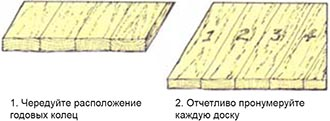 1 2 3 4
1. Чередуйте расположение
годовых колец
2. Отчетливо пронумеруйте
каждую доску